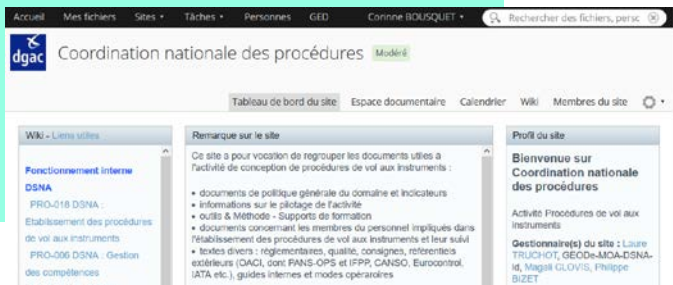 Accueil Mes fichiers Sites Tâches Personnes GED Corinne BOUSQUET Rechercher des fichiers, persc
dgac
Coordination nationale des procédures Modéré
Tableau de bord du site Espace documentaire Calendrier Wiki Membres du site
Wiki - Liens utiles
Fonctionnement interne
DSNA
PRO-018 DSNA :
Etablissement des procédures
de vol aux instruments
PRO-006 DSNA : Gestion
des compétences
Remarque sur le site
Ce site a pour vocation de regrouper les documents utiles à
l'activité de conception de procédures de vol aux instruments :
• documents de politique générale du domaine et indicateurs
• informations sur le pilotage de l'activité
• outils & Méthode - Supports de formation
• documents concernant les membres du personnel impliqués dans
l'établissement des procédures de vol aux instruments et leur suivi
• textes divers : réglementaires, qualité, consignes, référentiels
extérieurs (OACI, dont PANS-OPS et IFPP, CANSO, Eurocontrol,
IATA etc.), guides internes et modes opéraroires
Profil du site
Bienvenue sur
Coordination nationale
des procédures
Activité Procedures de vol aux
instruments
Gestionnaire(s) du site : Laure
TRUCHOT, GEODe-MOA-DSNA-
id, Magali CLOVIS, Philippe
BIZET